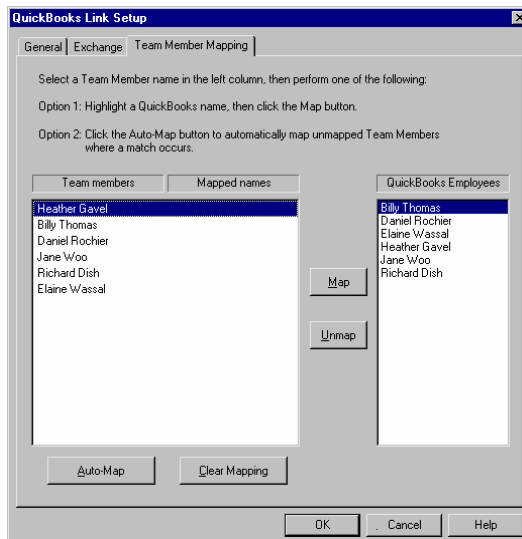 QuickBooks Link Setup
General Exchange Team Member Mapping
Select a Team Member name in the left column, then perform one of the following:
Option 1: Highlight a QuickBooks name, then click the Map button.
Option 2: Click the Auto-Map button to automatically map unmapped Team Members
where a match occurs.
Team members Mapped names QuickBooks Employees
Heather Gavel
Billy Thomas
Daniel Rochier
Jane Woo
Richard Dish
Elaine Wassal
Map
Unmap
Billy Thomas
Daniel Rochier
Elaine Wassal
Heather Gavel
Jane Woo
Richard Dish
Auto-Map Clear Mapping
OK Cancel Help